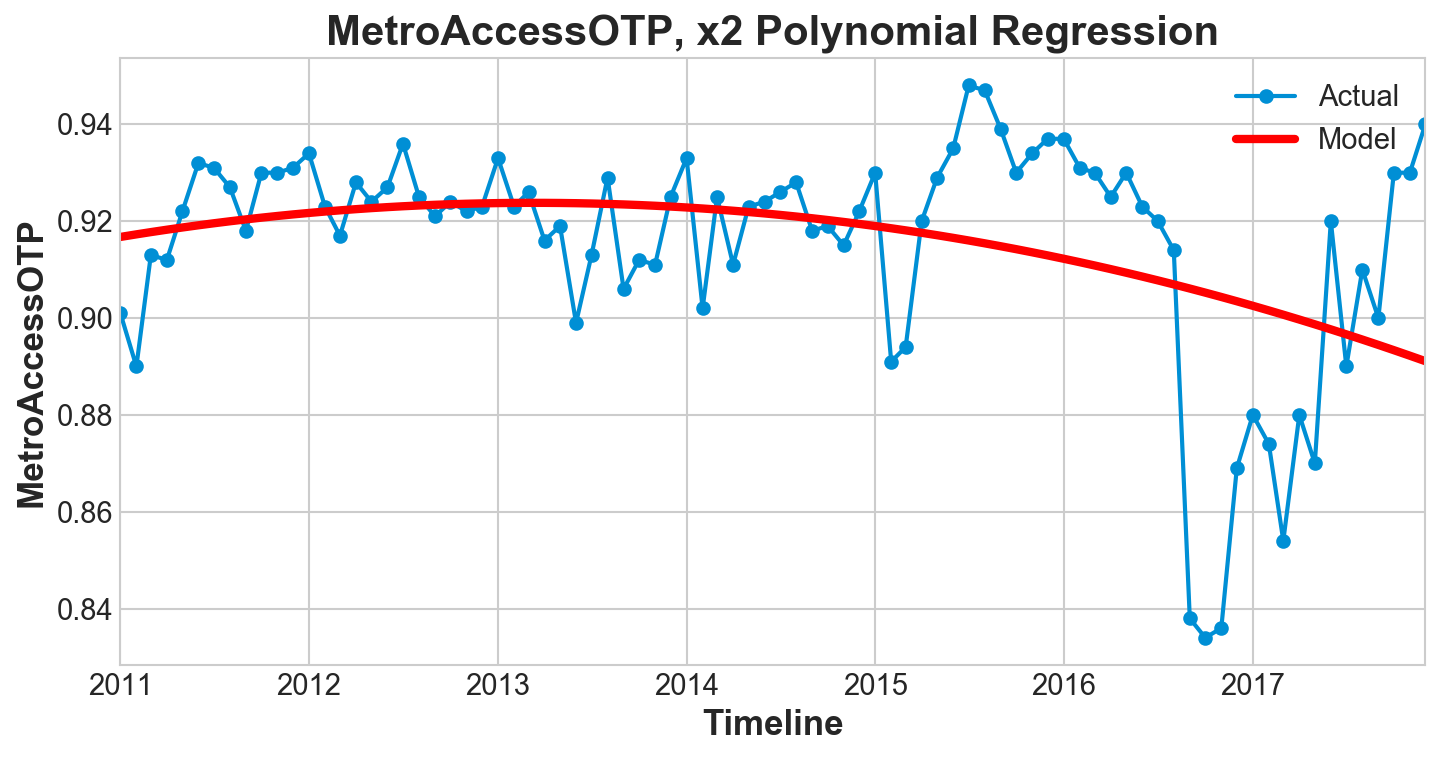 MetroAccessOTP, x2 Polynomial Regression
Actual
Model
MetroAccessOTP
0.94
0.92
0.90
0.88
0.86
0.84
2011 2012 2013 2014 2015 2016 2017
Timeline